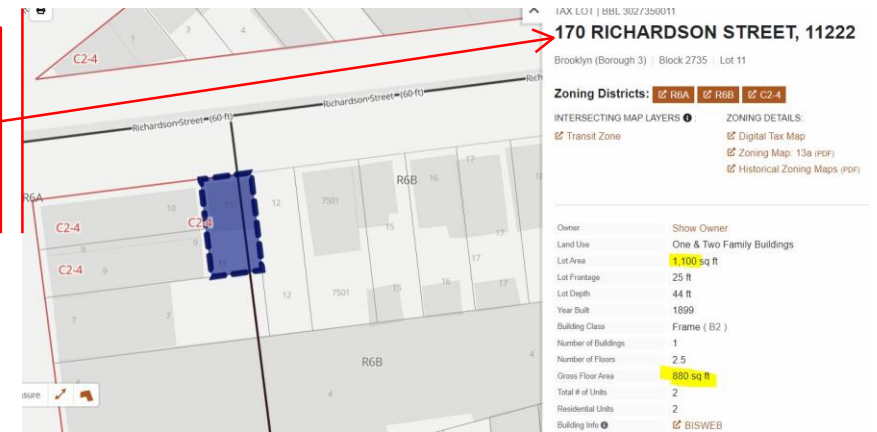 TAX LOT | BBL 3027350011
170 RICHARDSON STREET, 11222
Brooklyn (Borough 3) | Block 2735 | Lot 11
Zoning Districts: R6A R6B C2-4
INTERSECTING MAP LAYERS :
Transit Zone
ZONING DETAILS:
Digital Tax Map
Zoning Map: 13a (PDF)
Historical Zoning Maps (PDF)
Owner Show Owner
Land Use One & Two Family Buildings
Lot Area 1,100 sq ft
Lot Frontage 25 ft
Lot Depth 44 ft
Year Built 1899
Building Class Frame ( B2 )
Number of Buildings 1
Number of Floors 2.5
Gross Floor Area 880 sq ft
Total # of Units 2
Residential Units 2
Building Info BISWEB
C2-4
1
3
4
Richardson-Street-(60-ft)
Richardson-Street-(60-ft)
Rich
R6A
C2-4
10
C2-4
11
12
7501
R6B
16
17
15
17
C2-4
9
9
9
11
17
12
7501
15
16
17
7
7
R6B
4
4
4
sure